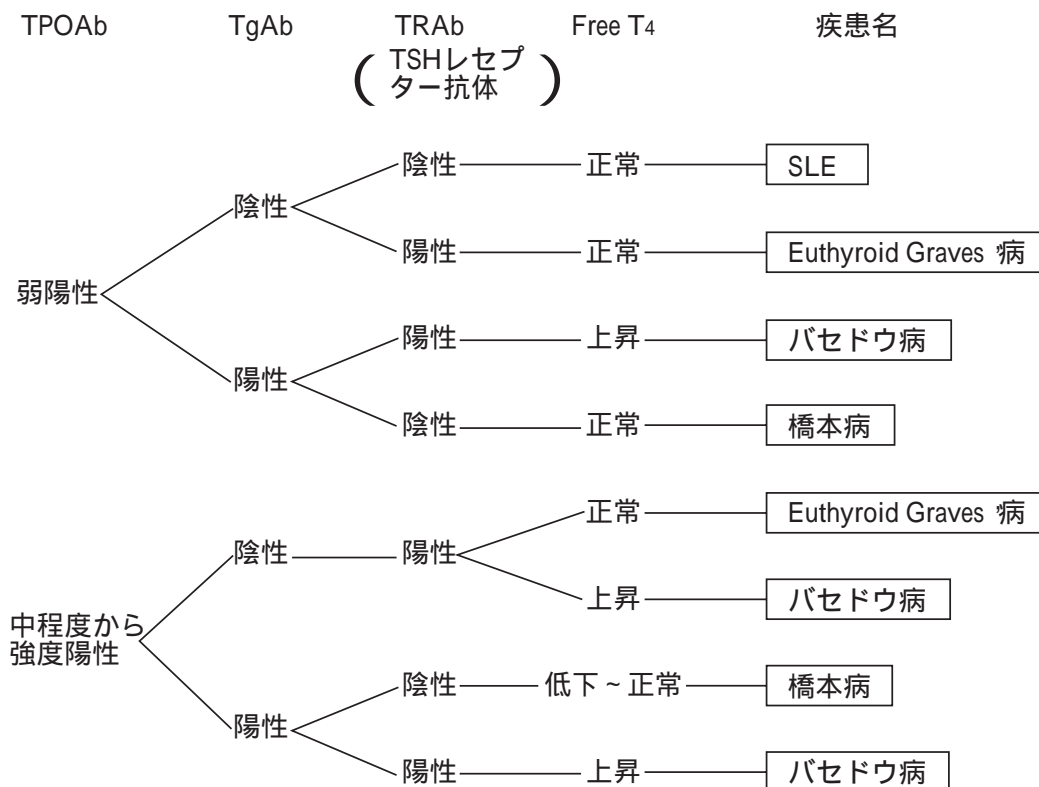 TPOAb TgAb TRAb Free T4 疾患名
(TSHレセプ
ター抗体)
陰性 正常 SLE
陰性
陽性 正常 Euthyroid Graves'病
弱陽性
陽性 上昇 バセドウ病
陽性
陰性 正常 橋本病
正常 Euthyroid Graves'病
陰性 陽性
上昇 バセドウ病
中程度から
強度陽性
陰性 低下~正常 橋本病
陽性
陽性 上昇 バセドウ病